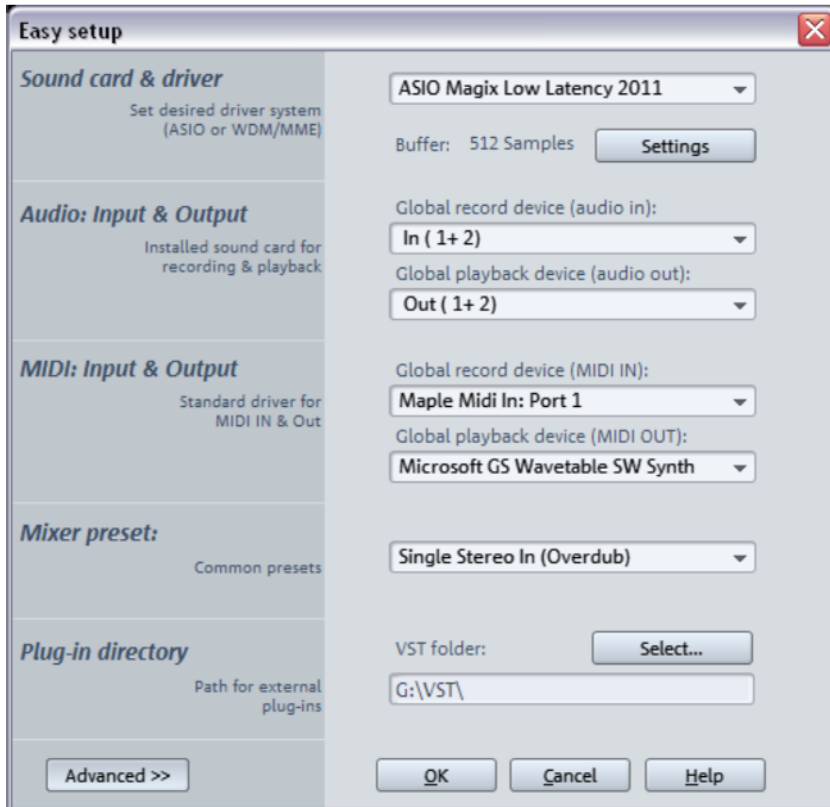 Easy setup
Sound card & driver
Set desired driver system
(ASIO or WDM/MME)
ASIO Magix Low Latency 2011
Buffer: 512 Samples
Settings
Audio: Input & Output
Installed sound card for
recording & playback
Global record device (audio in):
In ( 1+ 2)
Global playback device (audio out):
Out ( 1+ 2)
MIDI: Input & Output
Standard driver for
MIDI IN & Out
Global record device (MIDI IN):
Maple Midi In: Port 1
Global playback device (MIDI OUT):
Microsoft GS Wavetable SW Synth
Mixer preset:
Common presets
Single Stereo In (Overdub)
Plug-in directory
Path for external
plug-ins
VST folder:
Select...
G:\VST\
Advanced >>
OK
Cancel
Help